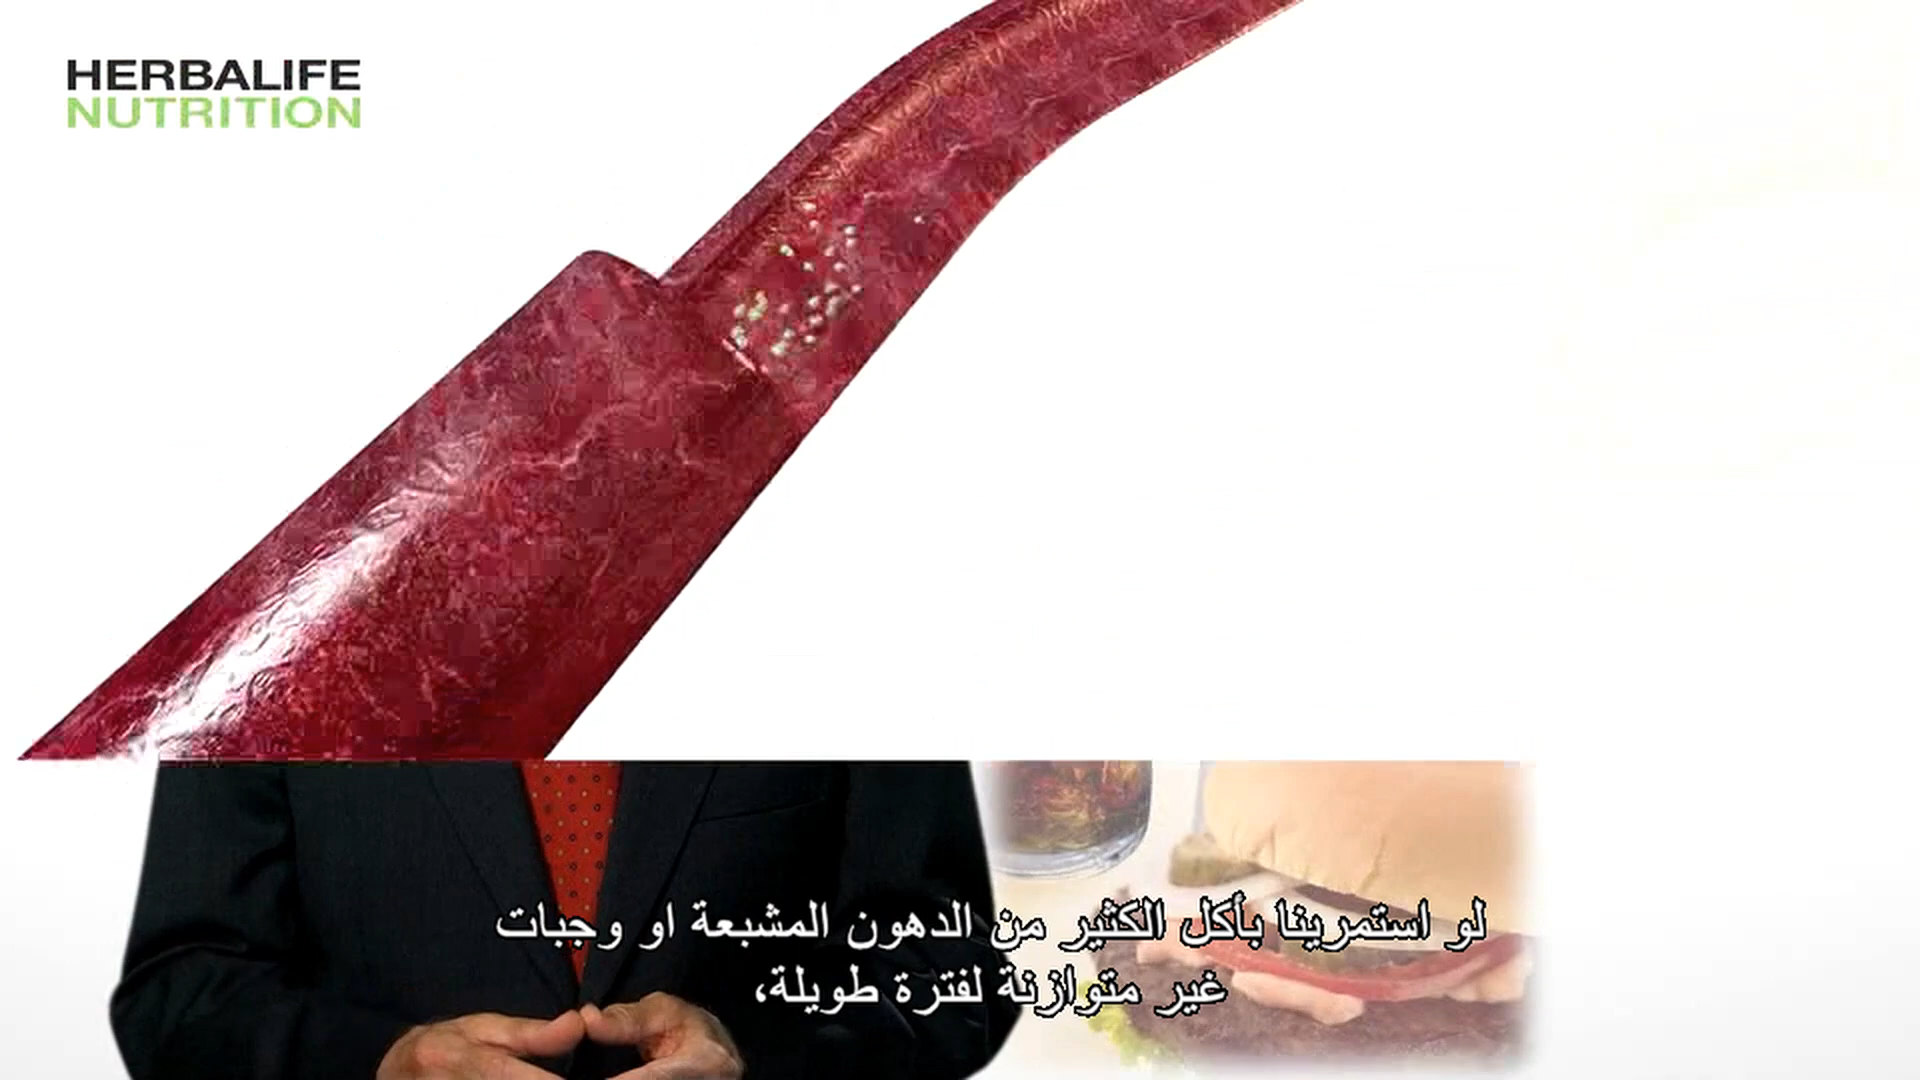 HERBALIFE
NUTRITION
لو استمرينا بأكل الكثير من الدهون المشبعة او وجبات
غير متوازنة لفترة طويلة،